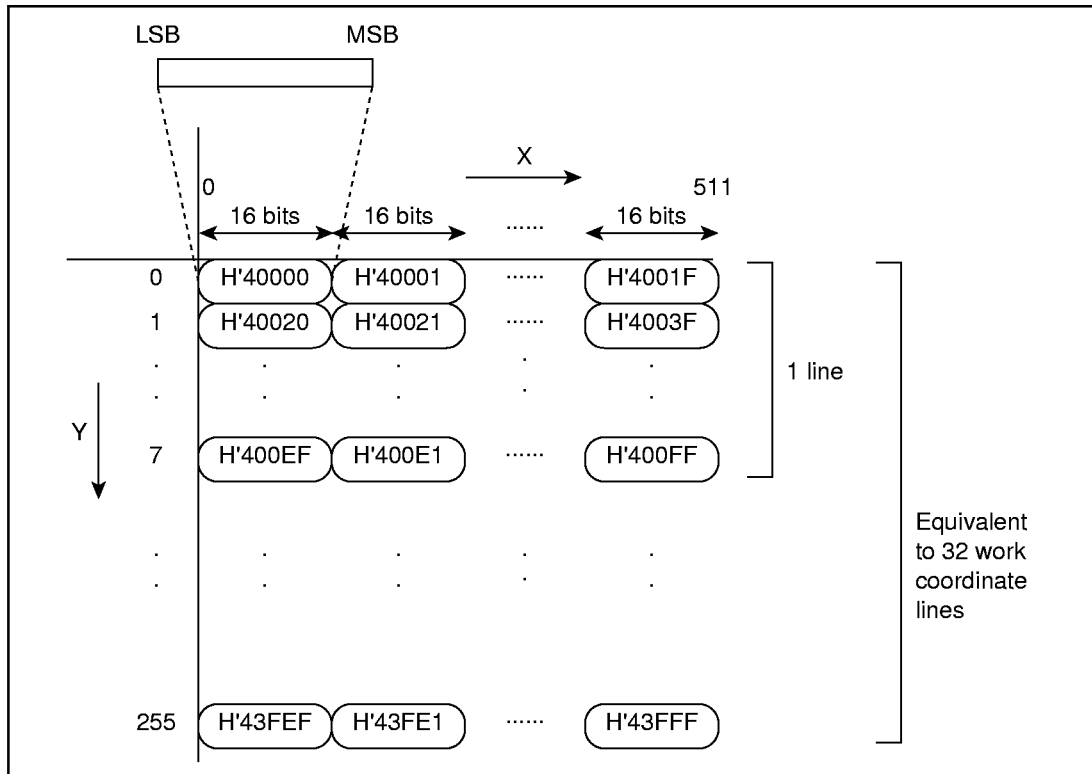 LSB MSB
X
0 511
16 bits 16 bits ...... 16 bits
0 H'40000 H'40001 ...... H'4001F
1 H'40020 H'40021 ...... H'4003F
1 line
Y
7 H'400EF H'400E1 ...... H'400FF
Equivalent
to 32 work
coordinate
lines
255 H'43FEF H'43FE1 ...... H'43FFF